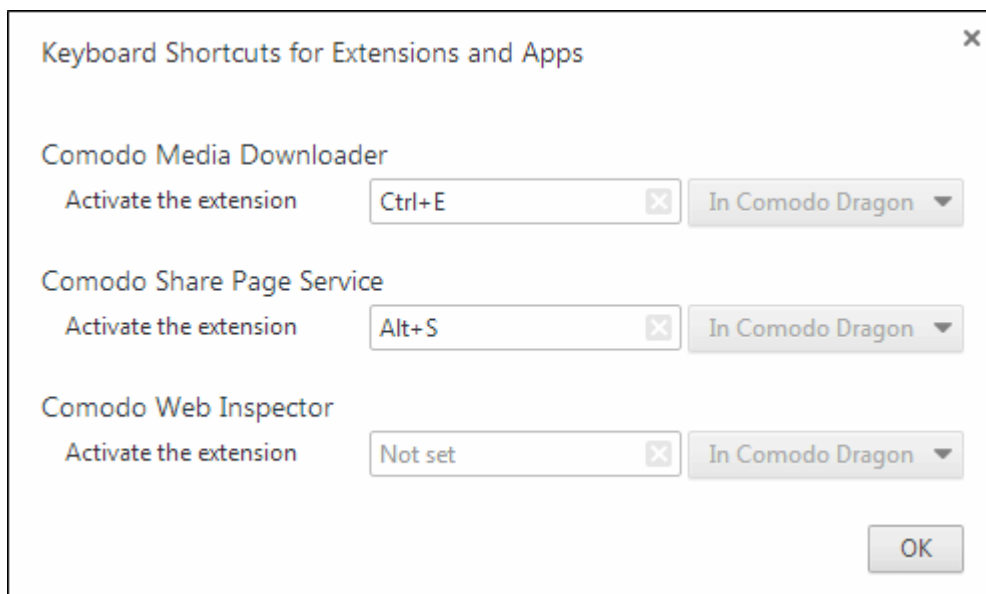 Keyboard Shortcuts for Extensions and Apps
Comodo Media Downloader
Activate the extension Ctrl+E In Comodo Dragon
Comodo Share Page Service
Activate the extension Alt+S In Comodo Dragon
Comodo Web Inspector
Activate the extension Not set In Comodo Dragon
OK